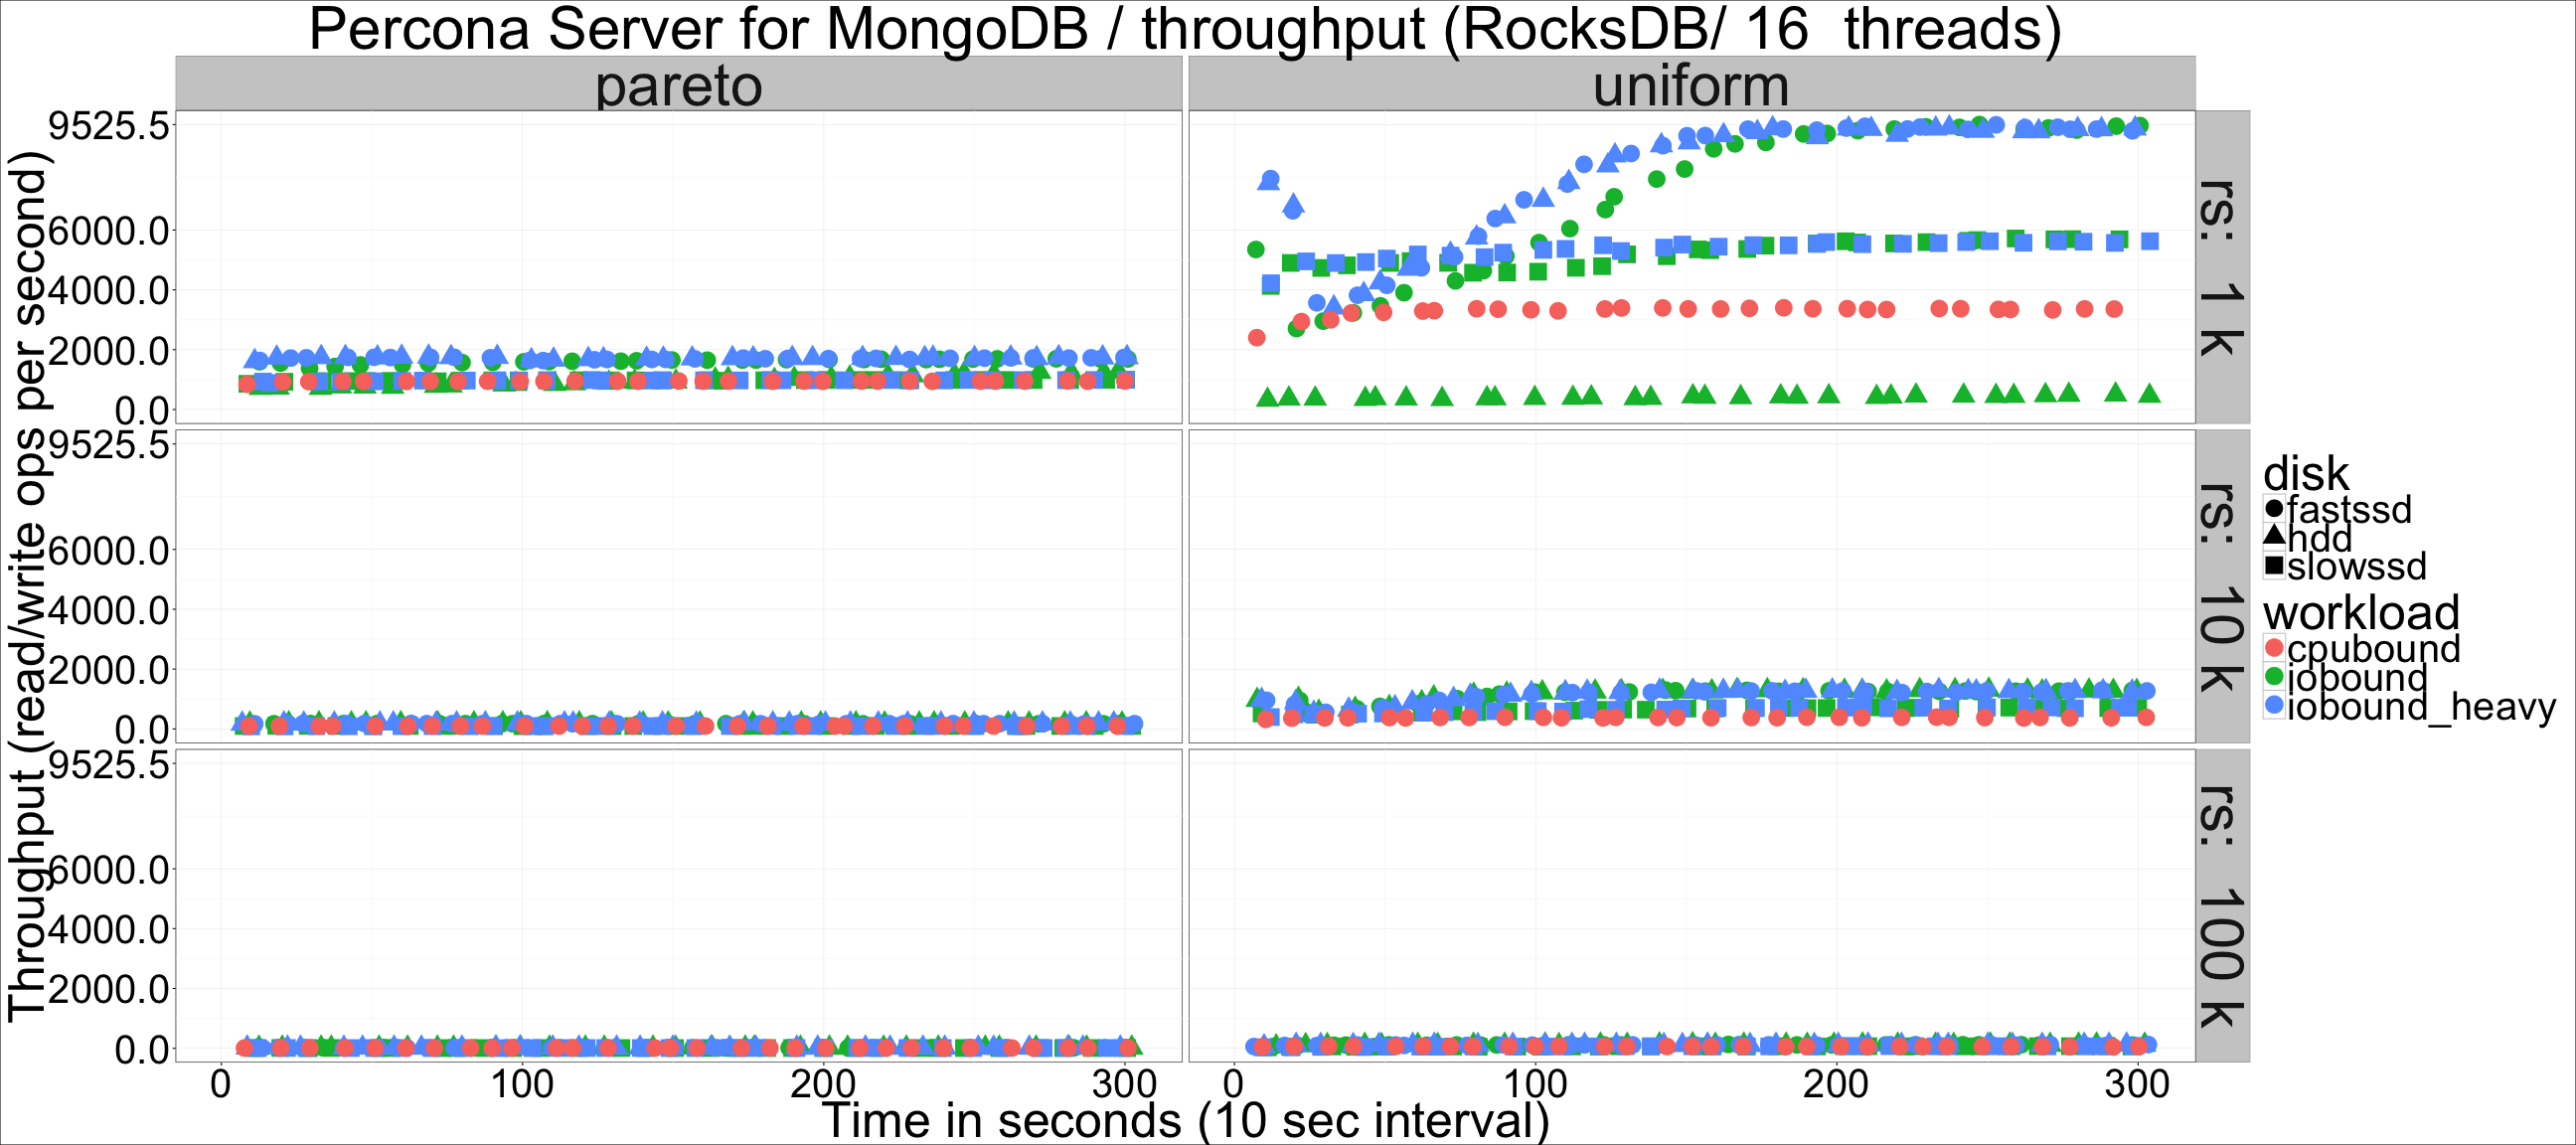 Percona Server for MongoDB / throughput (RocksDB/ 16  threads)
pareto
uniform
Throughput (read/write ops per second)
9525.5
6000.0
4000.0
2000.0
0.0
rs: 1 k
9525.5
6000.0
4000.0
2000.0
0.0
rs: 10 k
9525.5
6000.0
4000.0
2000.0
0.0
rs: 100 k
0 100 200 300
0 100 200 300
Time in seconds (10 sec interval)
disk
fastssd
hdd
slowssd
workload
cpubound
iobound
iobound_heavy